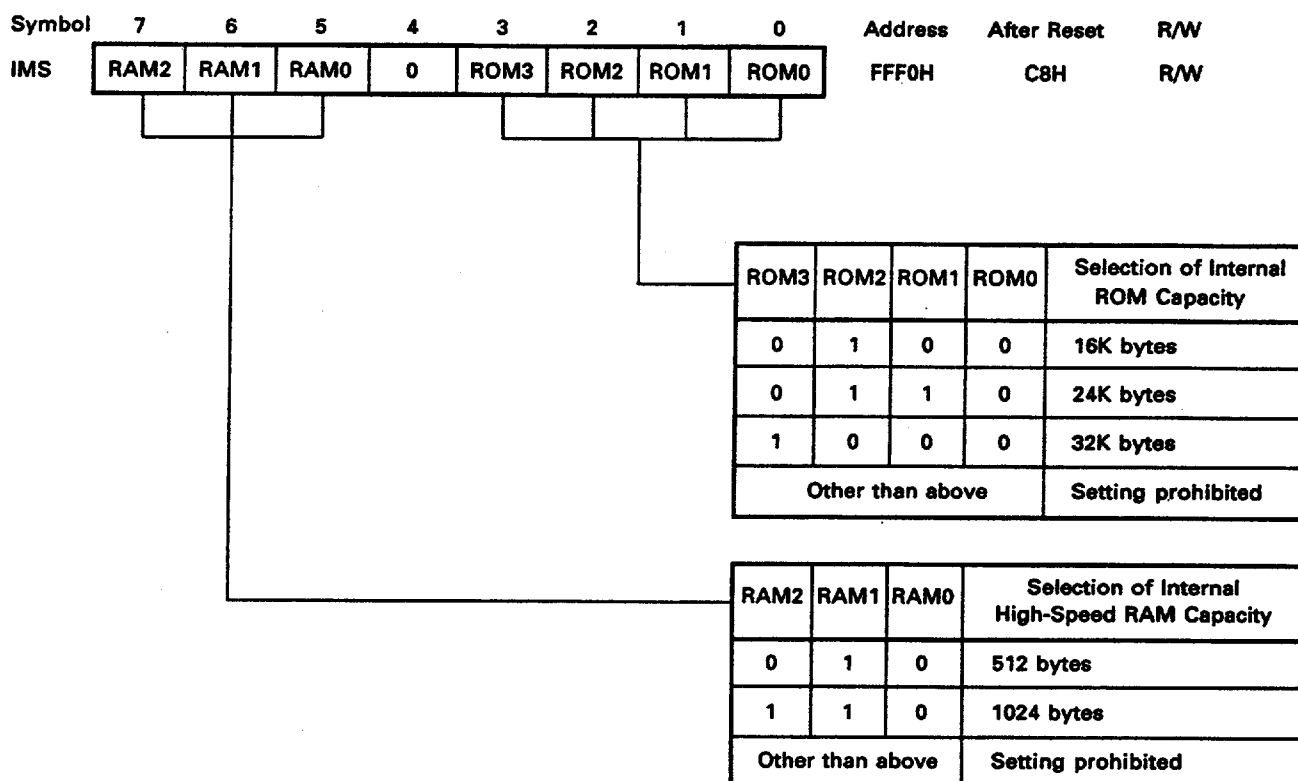 Symbol 7 6 5 4 3 2 1 0 Address After Reset R/W
IMS RAM2 RAM1 RAM0 0 ROM3 ROM2 ROM1 ROM0 FFF0H C8H R/W
ROM3 ROM2 ROM1 ROM0 Selection of Internal
ROM Capacity
0 1 0 0 16K bytes
0 1 1 0 24K bytes
1 0 0 0 32K bytes
Other than above Setting prohibited
RAM2 RAM1 RAM0 Selection of Internal
High-Speed RAM Capacity
0 1 0 512 bytes
1 1 0 1024 bytes
Other than above Setting prohibited